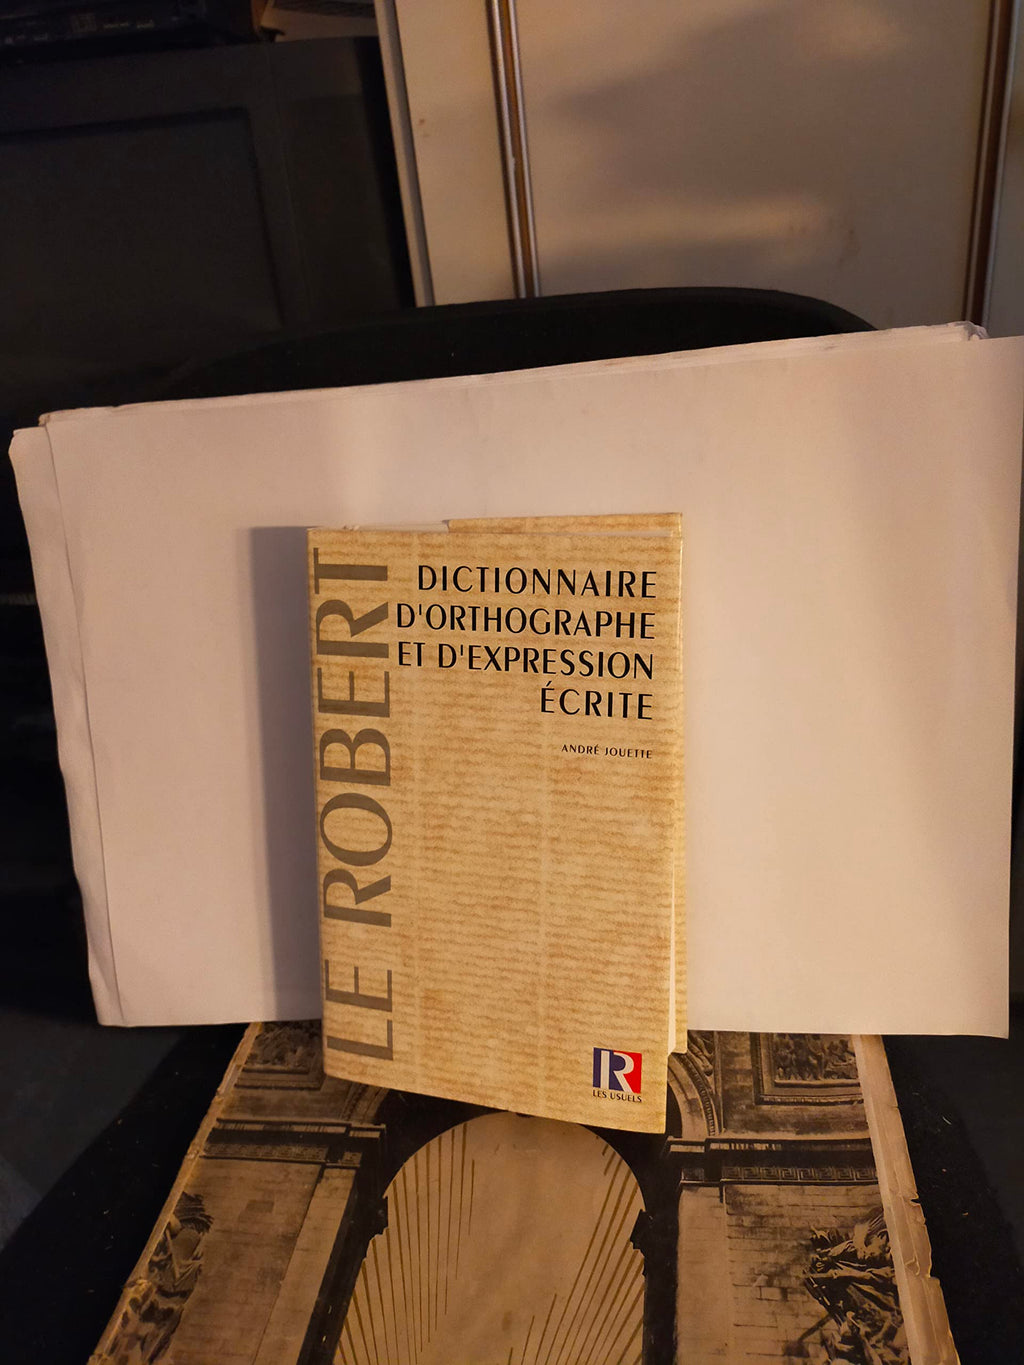 LE ROBERT
DICTIONNAIRE
D'ORTHOGRAPHE
ET D'EXPRESSION
ÉCRITE
ANDRÉ JOUETTE
R
LES USUELS